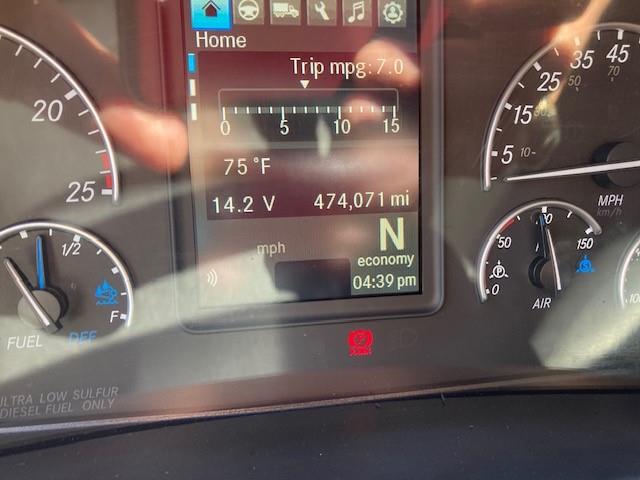 Home
Trip mpg: 7.0
0 5 10 15
75 °F
14.2 V 474,071 mi
mph
N
economy
04:39 pm
20
25
1/2
F
FUEL DEF
ULTRA LOW SULFUR
DIESEL FUEL ONLY
5 15 25 35 45
10 50 70
MPH
km/h
0 50 150
P
S
AIR